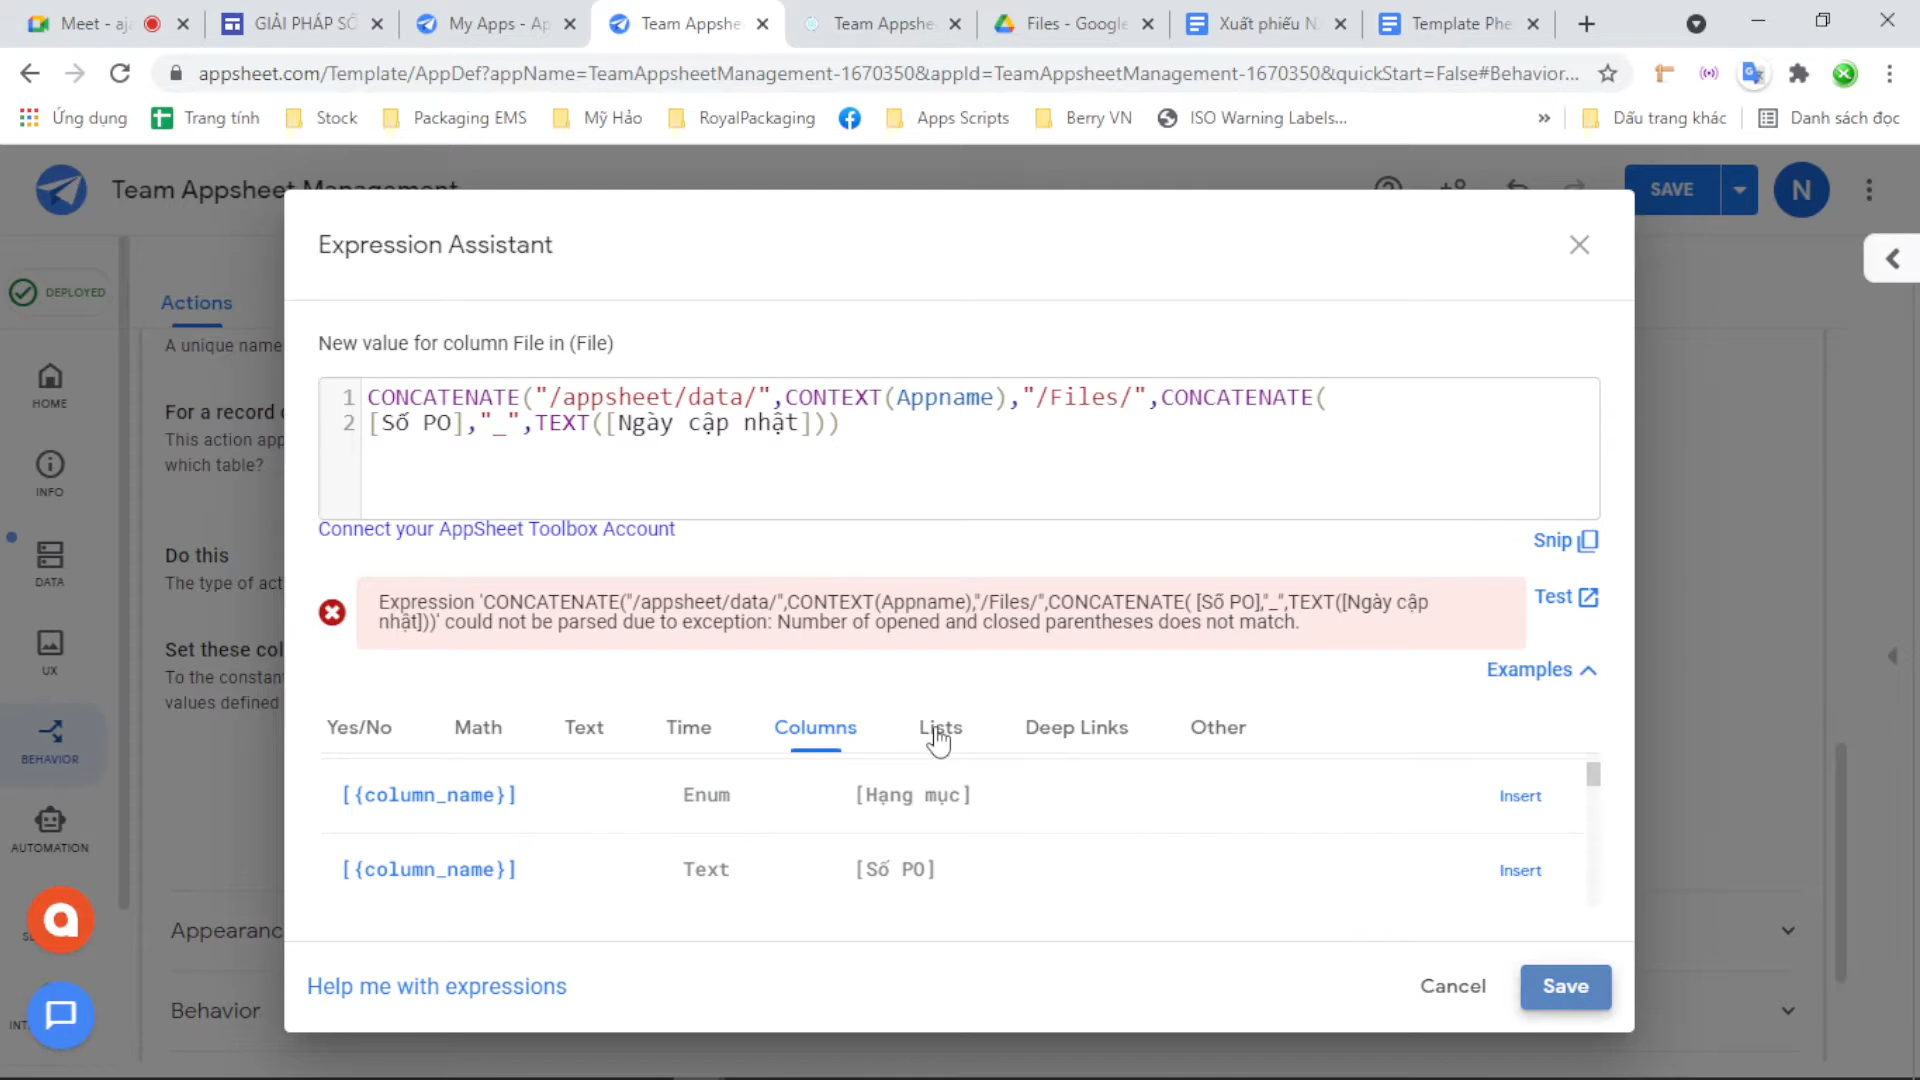 Meet - aj
GIẢI PHÁP SỐ
My Apps - Ap
Team Appshe
Team Appshe
Files - Google
Xuất phiếu N
Template Phe
appsheet.com/Template/AppDef?appName=TeamAppsheetManagement-1670350&appId=TeamAppsheetManagement-1670350&quickStart=False#Behavior...
Ứng dụng
Trang tính
Stock
Packaging EMS
Mỹ Hảo
RoyalPackaging
Apps Scripts
Berry VN
ISO Warning Labels...
»
Dấu trang khác
Danh sách đọc
Team Appsheet Management
SAVE
N
DEPLOYED
Actions
HOME
INFO
DATA
UX
BEHAVIOR
AUTOMATION
INT
A unique name
For a record
This action app
which table?
Do this
The type of act
Set these col
To the constan
values defined
Appearanc
Behavior
Expression Assistant
New value for column File in (File)
1 CONCATENATE("/appsheet/data/",CONTEXT(Appname),"/Files/",CONCATENATE(
2 [Số PO],"_",TEXT([Ngày cập nhật]))
Connect your AppSheet Toolbox Account
Snip
Expression 'CONCATENATE("/appsheet/data/",CONTEXT(Appname),"/Files/",CONCATENATE( [Số PO],"_",TEXT([Ngày cập
nhật]))' could not be parsed due to exception: Number of opened and closed parentheses does not match.
Test
Examples
Yes/No
Math
Text
Time
Columns
Lists
Deep Links
Other
[{column_name}]
Enum
[Hạng mục]
Insert
[{column_name}]
Text
[Số PO]
Insert
Help me with expressions
Cancel
Save